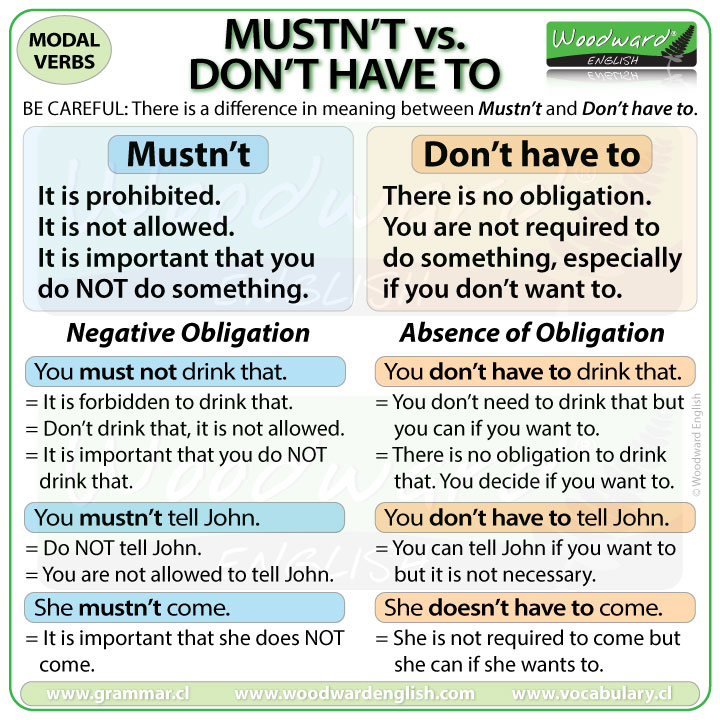 MODAL
VERBS
MUSTN'T vs.
DON'T HAVE TO
Woodward®
ENGLISH
BE CAREFUL: There is a difference in meaning between Mustn't and Don't have to.
Mustn't
It is prohibited.
It is not allowed.
It is important that you
do NOT do something.
Don't have to
There is no obligation.
You are not required to
do something, especially
if you don't want to.
Negative Obligation
You must not drink that.
= It is forbidden to drink that.
= Don't drink that, it is not allowed.
= It is important that you do NOT
drink that.
You mustn't tell John.
= Do NOT tell John.
= You are not allowed to tell John.
She mustn't come.
= It is important that she does NOT
come.
Absence of Obligation
You don't have to drink that.
= You don't need to drink that but
you can if you want to.
= There is no obligation to drink
that. You decide if you want to.
You don't have to tell John.
= You can tell John if you want to
but it is not necessary.
She doesn't have to come.
= She is not required to come but
she can if she wants to.
© Woodward English
www.grammar.cl www.woodwardenglish.com www.vocabulary.cl